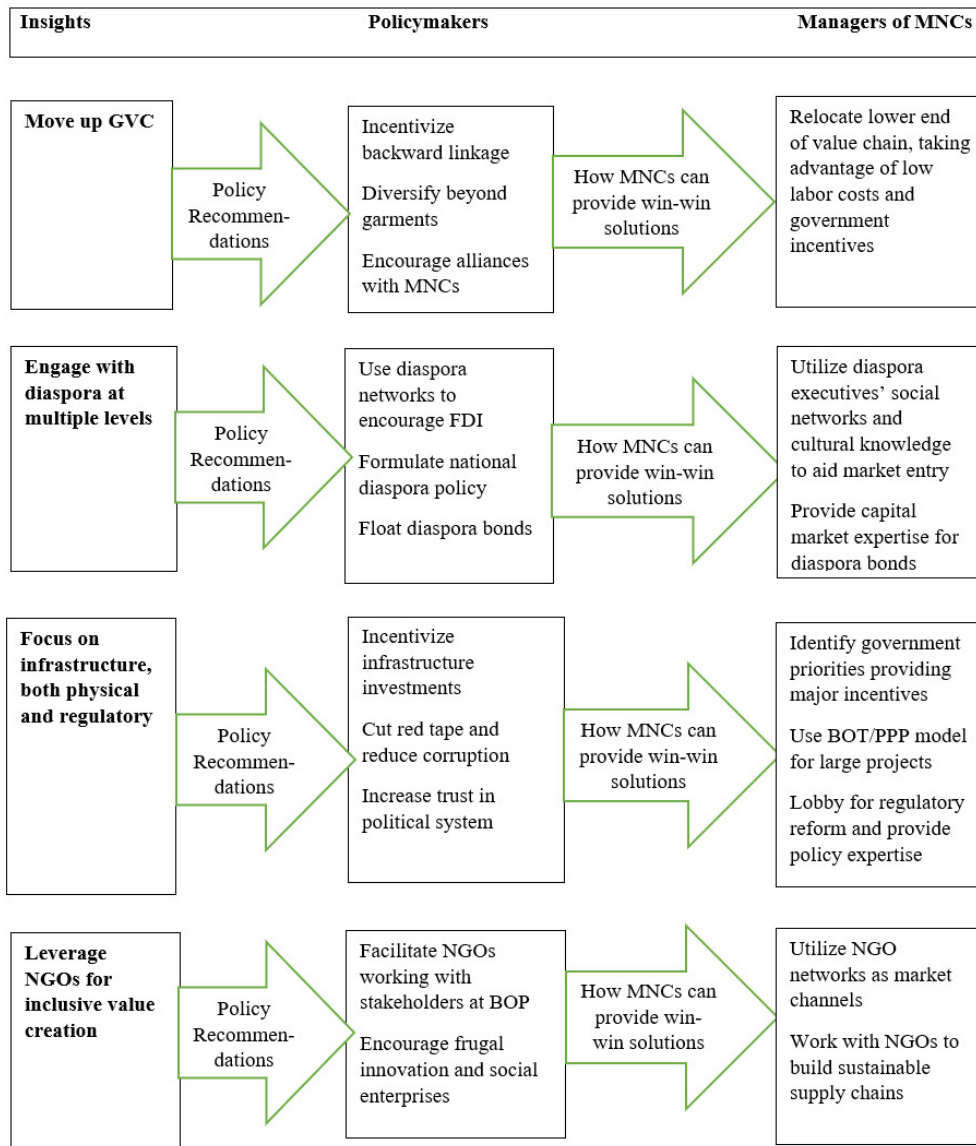 Insights Policymakers Managers of MNCs
Move up GVC
Policy
Recommen-
dations
Incentivize
backward linkage
Diversify beyond
garments
Encourage alliances
with MNCs
How MNCs can
provide win-win
solutions
Relocate lower end
of value chain, taking
advantage of low
labor costs and
government
incentives
Engage with
diaspora at
multiple levels
Policy
Recommen-
dations
Use diaspora
networks to
encourage FDI
Formulate national
diaspora policy
Float diaspora bonds
How MNCs can
provide win-win
solutions
Utilize diaspora
executives’ social
networks and
cultural knowledge
to aid market entry
Provide capital
market expertise for
diaspora bonds
Focus on
infrastructure,
both physical
and regulatory
Policy
Recommen-
dations
Incentivize
infrastructure
investments
Cut red tape and
reduce corruption
Increase trust in
political system
How MNCs can
provide win-win
solutions
Identify government
priorities providing
major incentives
Use BOT/PPP model
for large projects
Lobby for regulatory
reform and provide
policy expertise
Leverage
NGOs for
inclusive value
creation
Policy
Recommen-
dations
Facilitate NGOs
working with
stakeholders at BOP
Encourage frugal
innovation and social
enterprises
How MNCs can
provide win-
win solutions
Utilize NGO
networks as market
channels
Work with NGOs to
build sustainable
supply chains